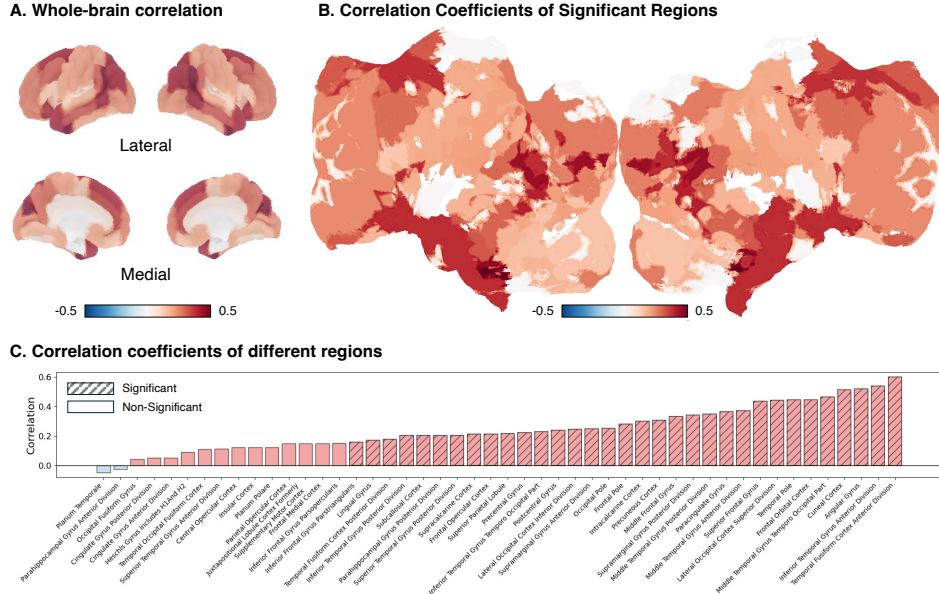 A. Whole-brain correlation
Lateral
Medial
-0.5
0.5
B. Correlation Coefficients of Significant Regions
-0.5
0.5
C. Correlation coefficients of different regions
Significant
Non-Significant
Correlation
0.6
0.4
0.2
0.0
Planum Temporale
Parahippocampal Gyrus Anterior Division
Occipital Fusiform Gyrus
Cingulate Gyrus Posterior Division
Cingulate Gyrus Anterior Division
Heschls Gyrus Includes H1 And H2
Temporal Occipital Fusiform Cortex
Superior Temporal Gyrus Anterior Division
Central Opercular Cortex
Insular Cortex
Planum Polare
Parietal Opercular Cortex
Juxtapositional Lobule Cortex Formerly
Supplementary Motor Cortex
Frontal Medial Cortex
Inferior Frontal Gyrus Parsopercularis
Inferior Frontal Gyrus Parstriangularis
Lingual Gyrus
Temporal Fusiform Cortex Posterior Division
Inferior Temporal Gyrus Posterior Division
Subcallosal Cortex
Parahippocampal Gyrus Posterior Division
Superior Temporal Gyrus Posterior Division
Supracalcarine Cortex
Frontal Opercular Cortex
Superior Parietal Lobule
Precentral Gyrus
Inferior Temporal Gyrus Temporo Occipital Part
Postcentral Gyrus
Lateral Occipital Cortex Inferior Division
Supramarginal Gyrus Anterior Division
Occipital Pole
Frontal Pole
Intracalcarine Cortex
Precuneous Cortex
Middle Frontal Gyrus
Supramarginal Gyrus Posterior Division
Middle Temporal Gyrus Posterior Division
Paracingulate Gyrus
Middle Temporal Gyrus Anterior Division
Superior Frontal Gyrus
Lateral Occipital Cortex Superior Division
Temporal Pole
Frontal Orbital Cortex
Middle Temporal Gyrus Temporo Occipital Part
Cuneal Cortex
Angular Gyrus
Inferior Temporal Gyrus Anterior Division
Temporal Fusiform Cortex Anterior Division